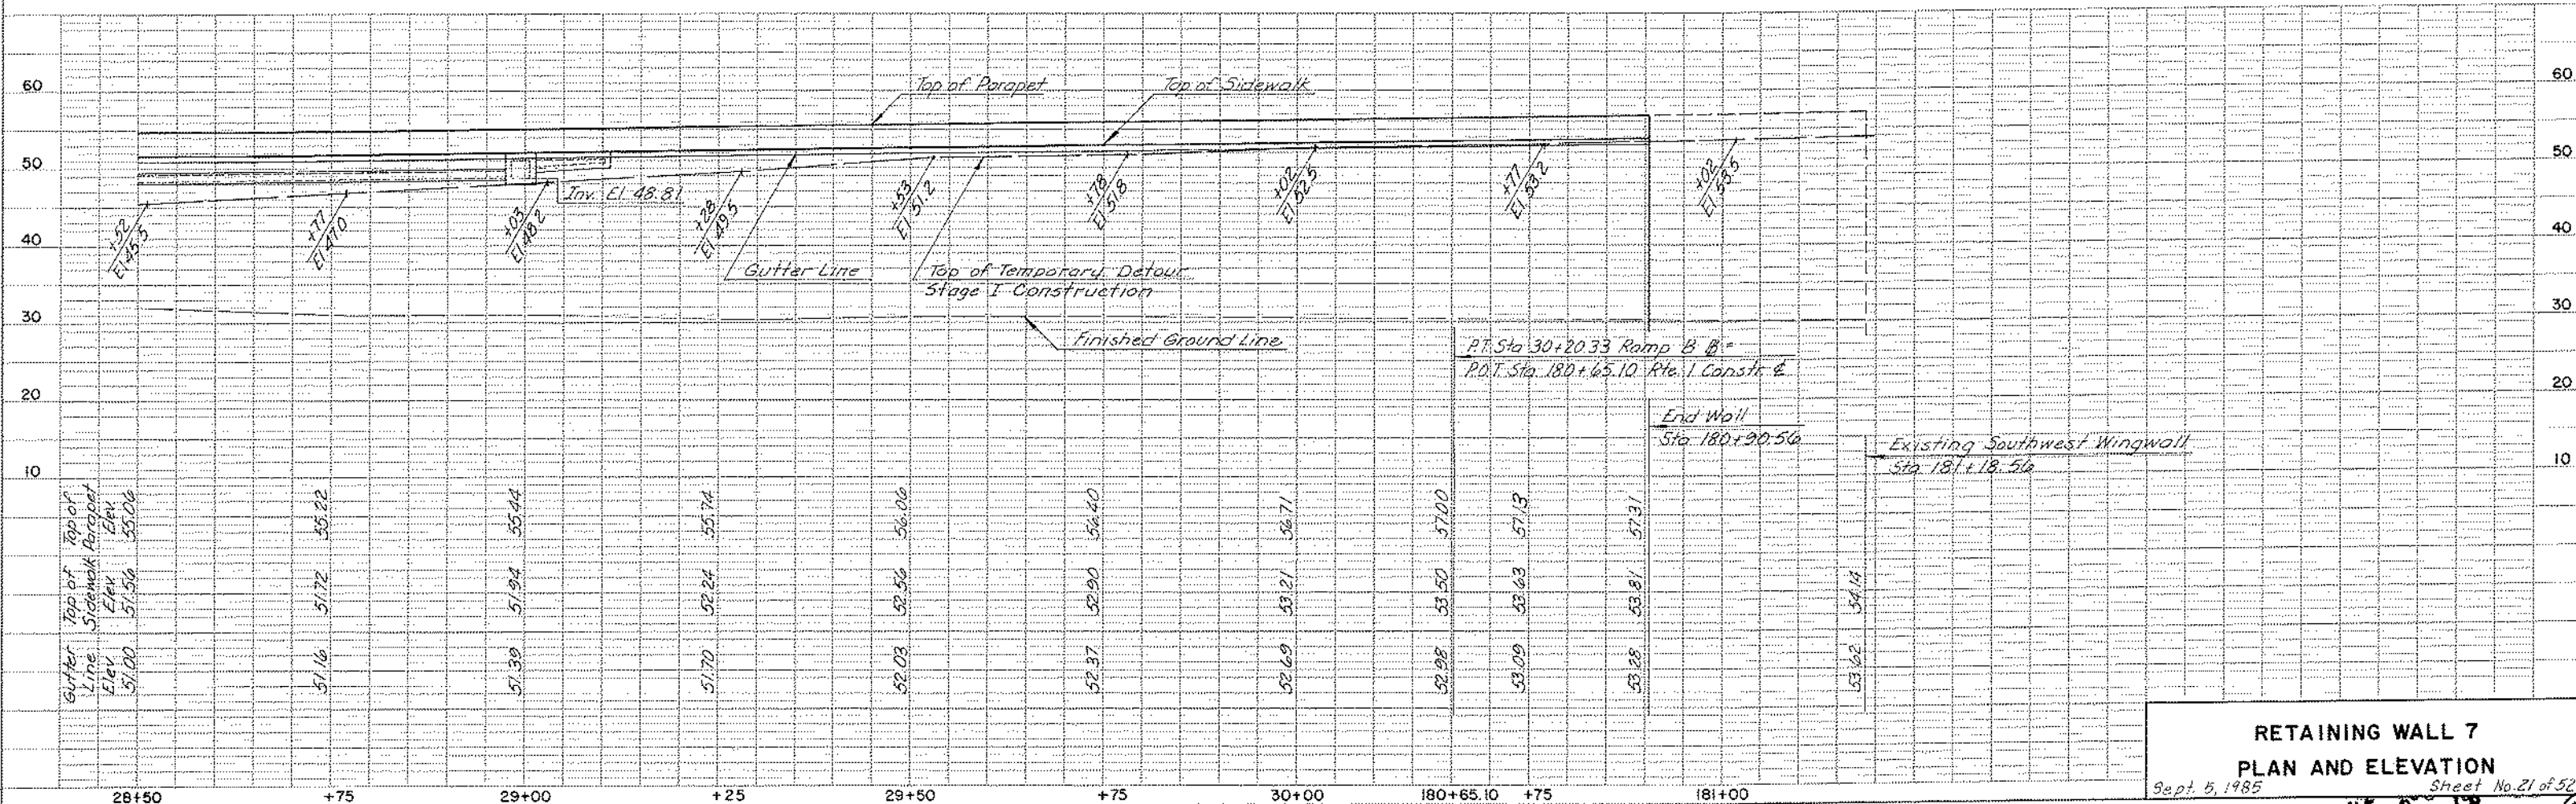 60
60
50
50
40
40
30
30
20
20
10
10
Top of Parapet
Top of Sidewalk
Inv. El 48.81
+52
El 45.5
+77
El 47.0
+03
El 48.2
+28
El 49.5
+53
El 51.2
+78
El 51.8
+02
El 52.5
+77
El 53.2
+02
El 53.5
Gutter Line
Top of Temporary Detour
Stage I Construction
Finished Ground Line
P.T. Sta 30+20.33 Ramp B ⅊ =
P.O.T. Sta. 180+65.10 Rte. 1 Constr. ℄
End Wall
Sta 180+90.56
Existing Southwest Wingwall
Sta 181+18.56
Top of
Parapet
Elev.
55.06
55.22
55.44
55.74
56.06
56.40
56.71
57.00
57.13
57.31
Top of
Sidewalk
Elev.
51.56
51.72
51.94
52.24
52.56
52.90
53.21
53.50
53.63
53.81
54.14
Gutter
Line
Elev
51.00
51.16
51.39
51.70
52.03
52.37
52.69
52.98
53.09
53.28
53.62
28+50
+75
29+00
+25
29+50
+75
30+00
180+65.10
+75
181+00
RETAINING WALL 7
PLAN AND ELEVATION
Sept. 5, 1985
Sheet No. 21 of 52